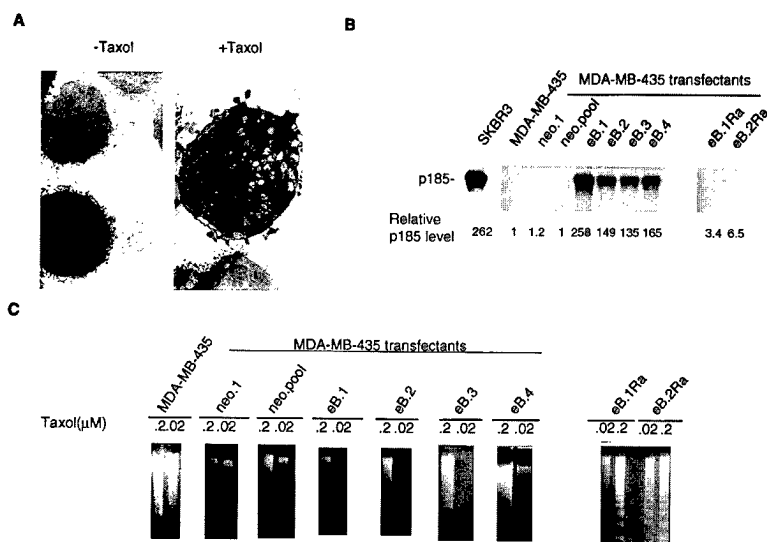 A
-Taxol
+Taxol
B
MDA-MB-435 transfectants
SKBR3
MDA-MB-435
neo.1
neo.pool
eB.1
eB.2
eB.3
eB.4
eB.1Ra
eB.2Ra
p185-
Relative
p185 level
262 1 1.2 1 258 149 135 165 3.4 6.5
C
MDA-MB-435 transfectants
MDA-MB-435
neo.1
neo.pool
eB.1
eB.2
eB.3
eB.4
eB.1Ra
eB.2Ra
Taxol(μM) .2.02 .2.02 .2.02 .2.02 .2.02 .2.02 .2.02 .02.2 .02.2